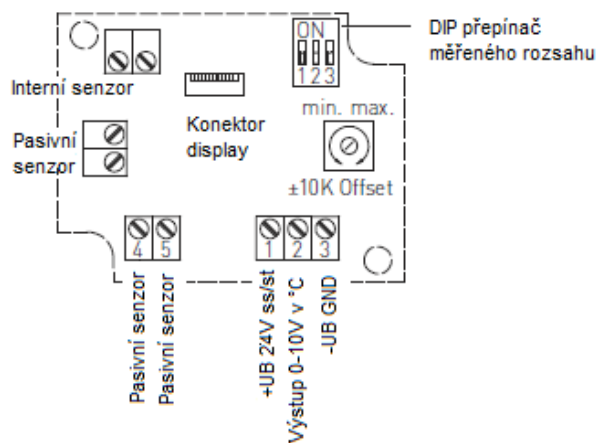 ON
1 2 3
DIP přepínač
měřeného rozsahu
Interní senzor
Konektor
display
min. max.
Pasivní
senzor
±10K Offset
4 5
1 2 3
Pasivní senzor
Pasivní senzor
+UB 24V ss/st
Výstup 0-10V v °C
-UB GND